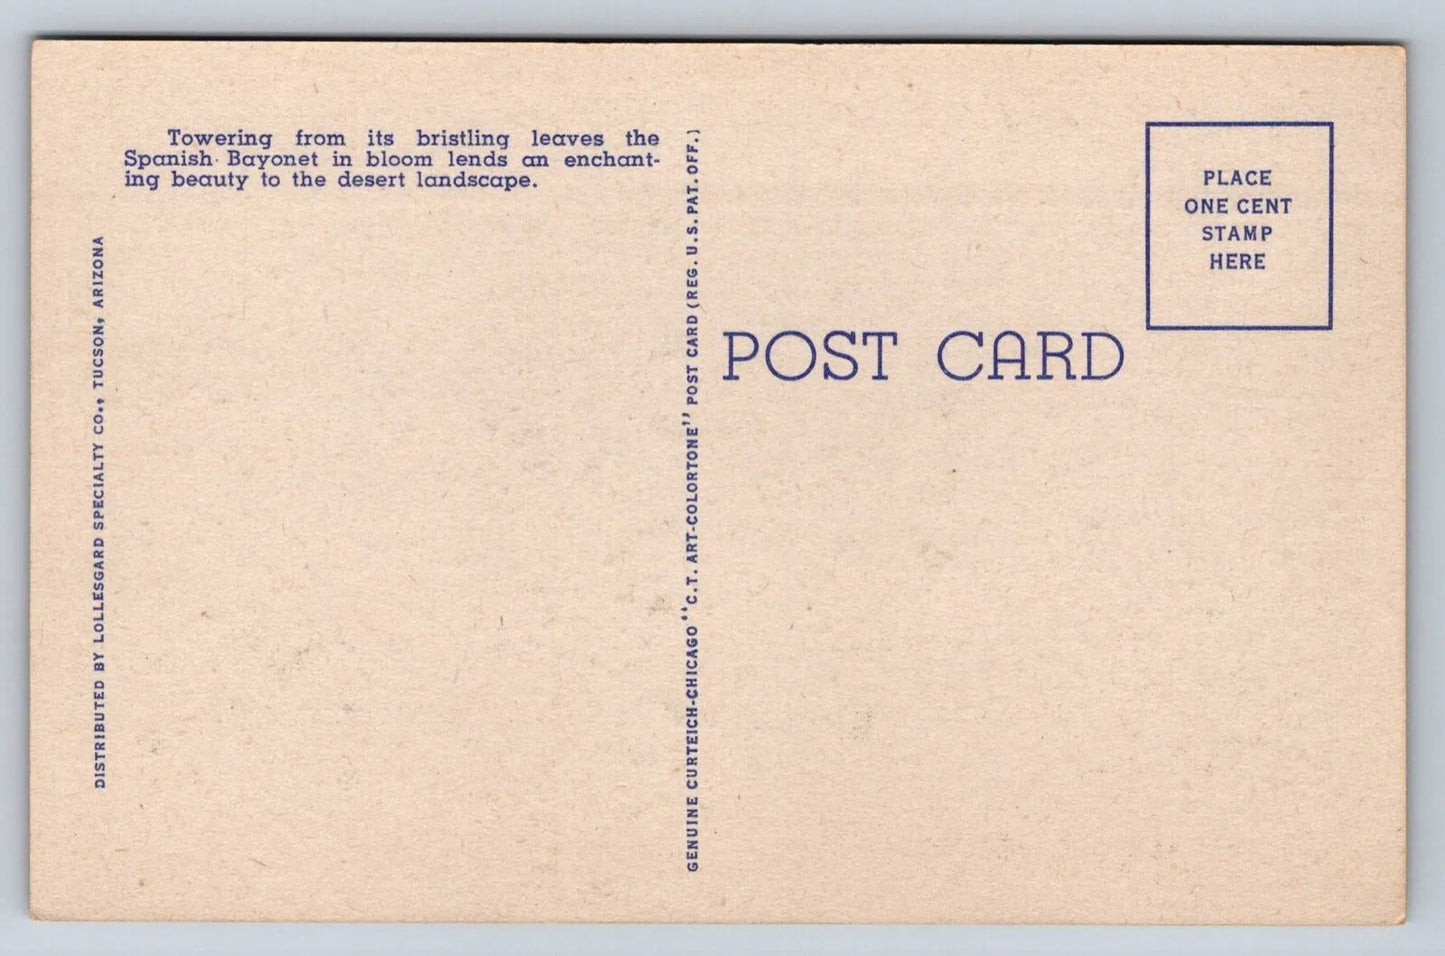 Towering from its bristling leaves the
Spanish Bayonet in bloom lends an enchant-
ing beauty to the desert landscape.
DISTRIBUTED BY LOLLESGARD SPECIALTY CO., TUCSON, ARIZONA
GENUINE CURTEICH-CHICAGO "C.T. ART-COLORTONE" POST CARD (REG. U.S. PAT. OFF.)
PLACE
ONE CENT
STAMP
HERE
POST CARD